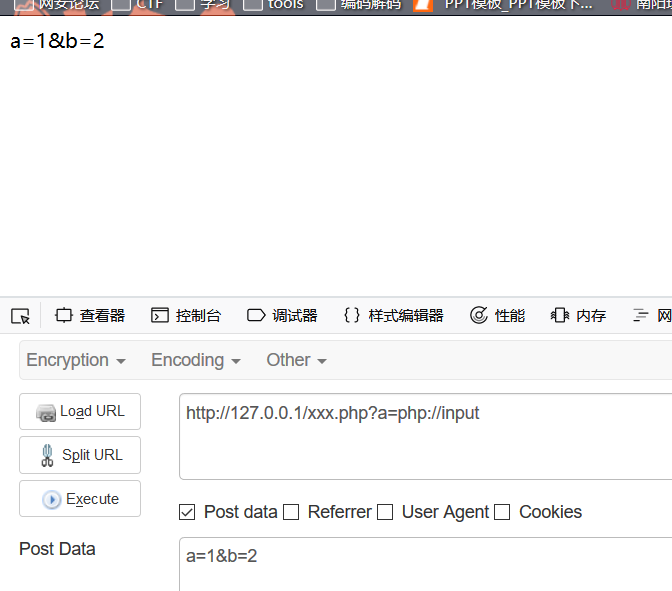 网安论坛 CTF 学习 tools 编码解码 PPT模板_PPT模板下... 南阳理
a=1&b=2
查看器 控制台 调试器 {} 样式编辑器 性能 内存 网
Encryption Encoding Other
Load URL
http://127.0.0.1/xxx.php?a=php://input
Split URL
Execute
Post data Referrer User Agent Cookies
Post Data
a=1&b=2